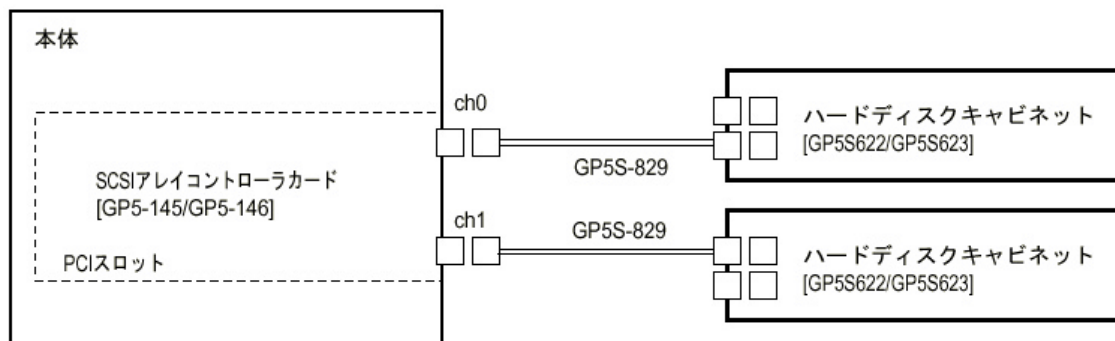 本体
SCSIアレイコントローラカード
[GP5-145/GP5-146]
PCIスロット
ch0
GP5S-829
ハードディスクキャビネット
[GP5S622/GP5S623]
ch1
GP5S-829
ハードディスクキャビネット
[GP5S622/GP5S623]